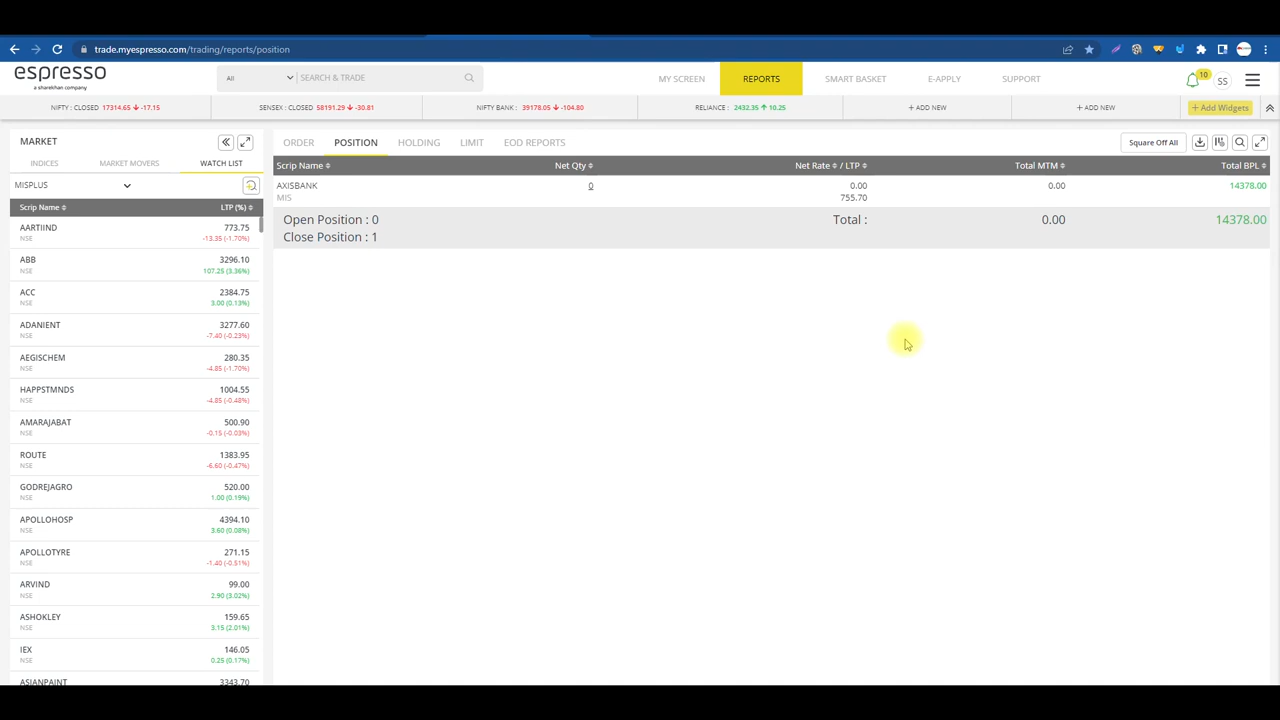 trade.myespresso.com/trading/reports/position
espresso
a sharekhan company
All
SEARCH & TRADE
MY SCREEN
REPORTS
SMART BASKET
E-APPLY
SUPPORT
10
SS
NIFTY : CLOSED 17314.65 -17.15
SENSEX : CLOSED 58191.29 -30.81
NIFTY BANK : 39178.05 -104.80
RELIANCE : 2432.35 10.25
+ ADD NEW
+ ADD NEW
+ Add Widgets
MARKET
INDICES
MARKET MOVERS
WATCH LIST
MISPLUS
Scrip Name LTP (%)
AARTIIND 773.75
NSE -13.35 (-1.70%)
ABB 3296.10
NSE 107.25 (3.36%)
ACC 2384.75
NSE 3.00 (0.13%)
ADANIENT 3277.60
NSE -7.40 (-0.23%)
AEGISCHEM 280.35
NSE -4.85 (-1.70%)
HAPPSTMNDS 1004.55
NSE -4.85 (-0.48%)
AMARAJABAT 500.90
NSE -0.15 (-0.03%)
ROUTE 1383.95
NSE -6.60 (-0.47%)
GODREJAGRO 520.00
NSE 1.00 (0.19%)
APOLLOHOSP 4394.10
NSE 3.60 (0.08%)
APOLLOTYRE 271.15
NSE -1.40 (-0.51%)
ARVIND 99.00
NSE 2.90 (3.02%)
ASHOKLEY 159.65
NSE 3.15 (2.01%)
IEX 146.05
NSE 0.25 (0.17%)
ASIANPAINT 3343.70
ORDER
POSITION
HOLDING
LIMIT
EOD REPORTS
Square Off All
Scrip Name Net Qty Net Rate / LTP Total MTM Total BPL
AXISBANK 0 0.00 0.00 14378.00
MIS 755.70
Open Position : 0 Total : 0.00 14378.00
Close Position : 1